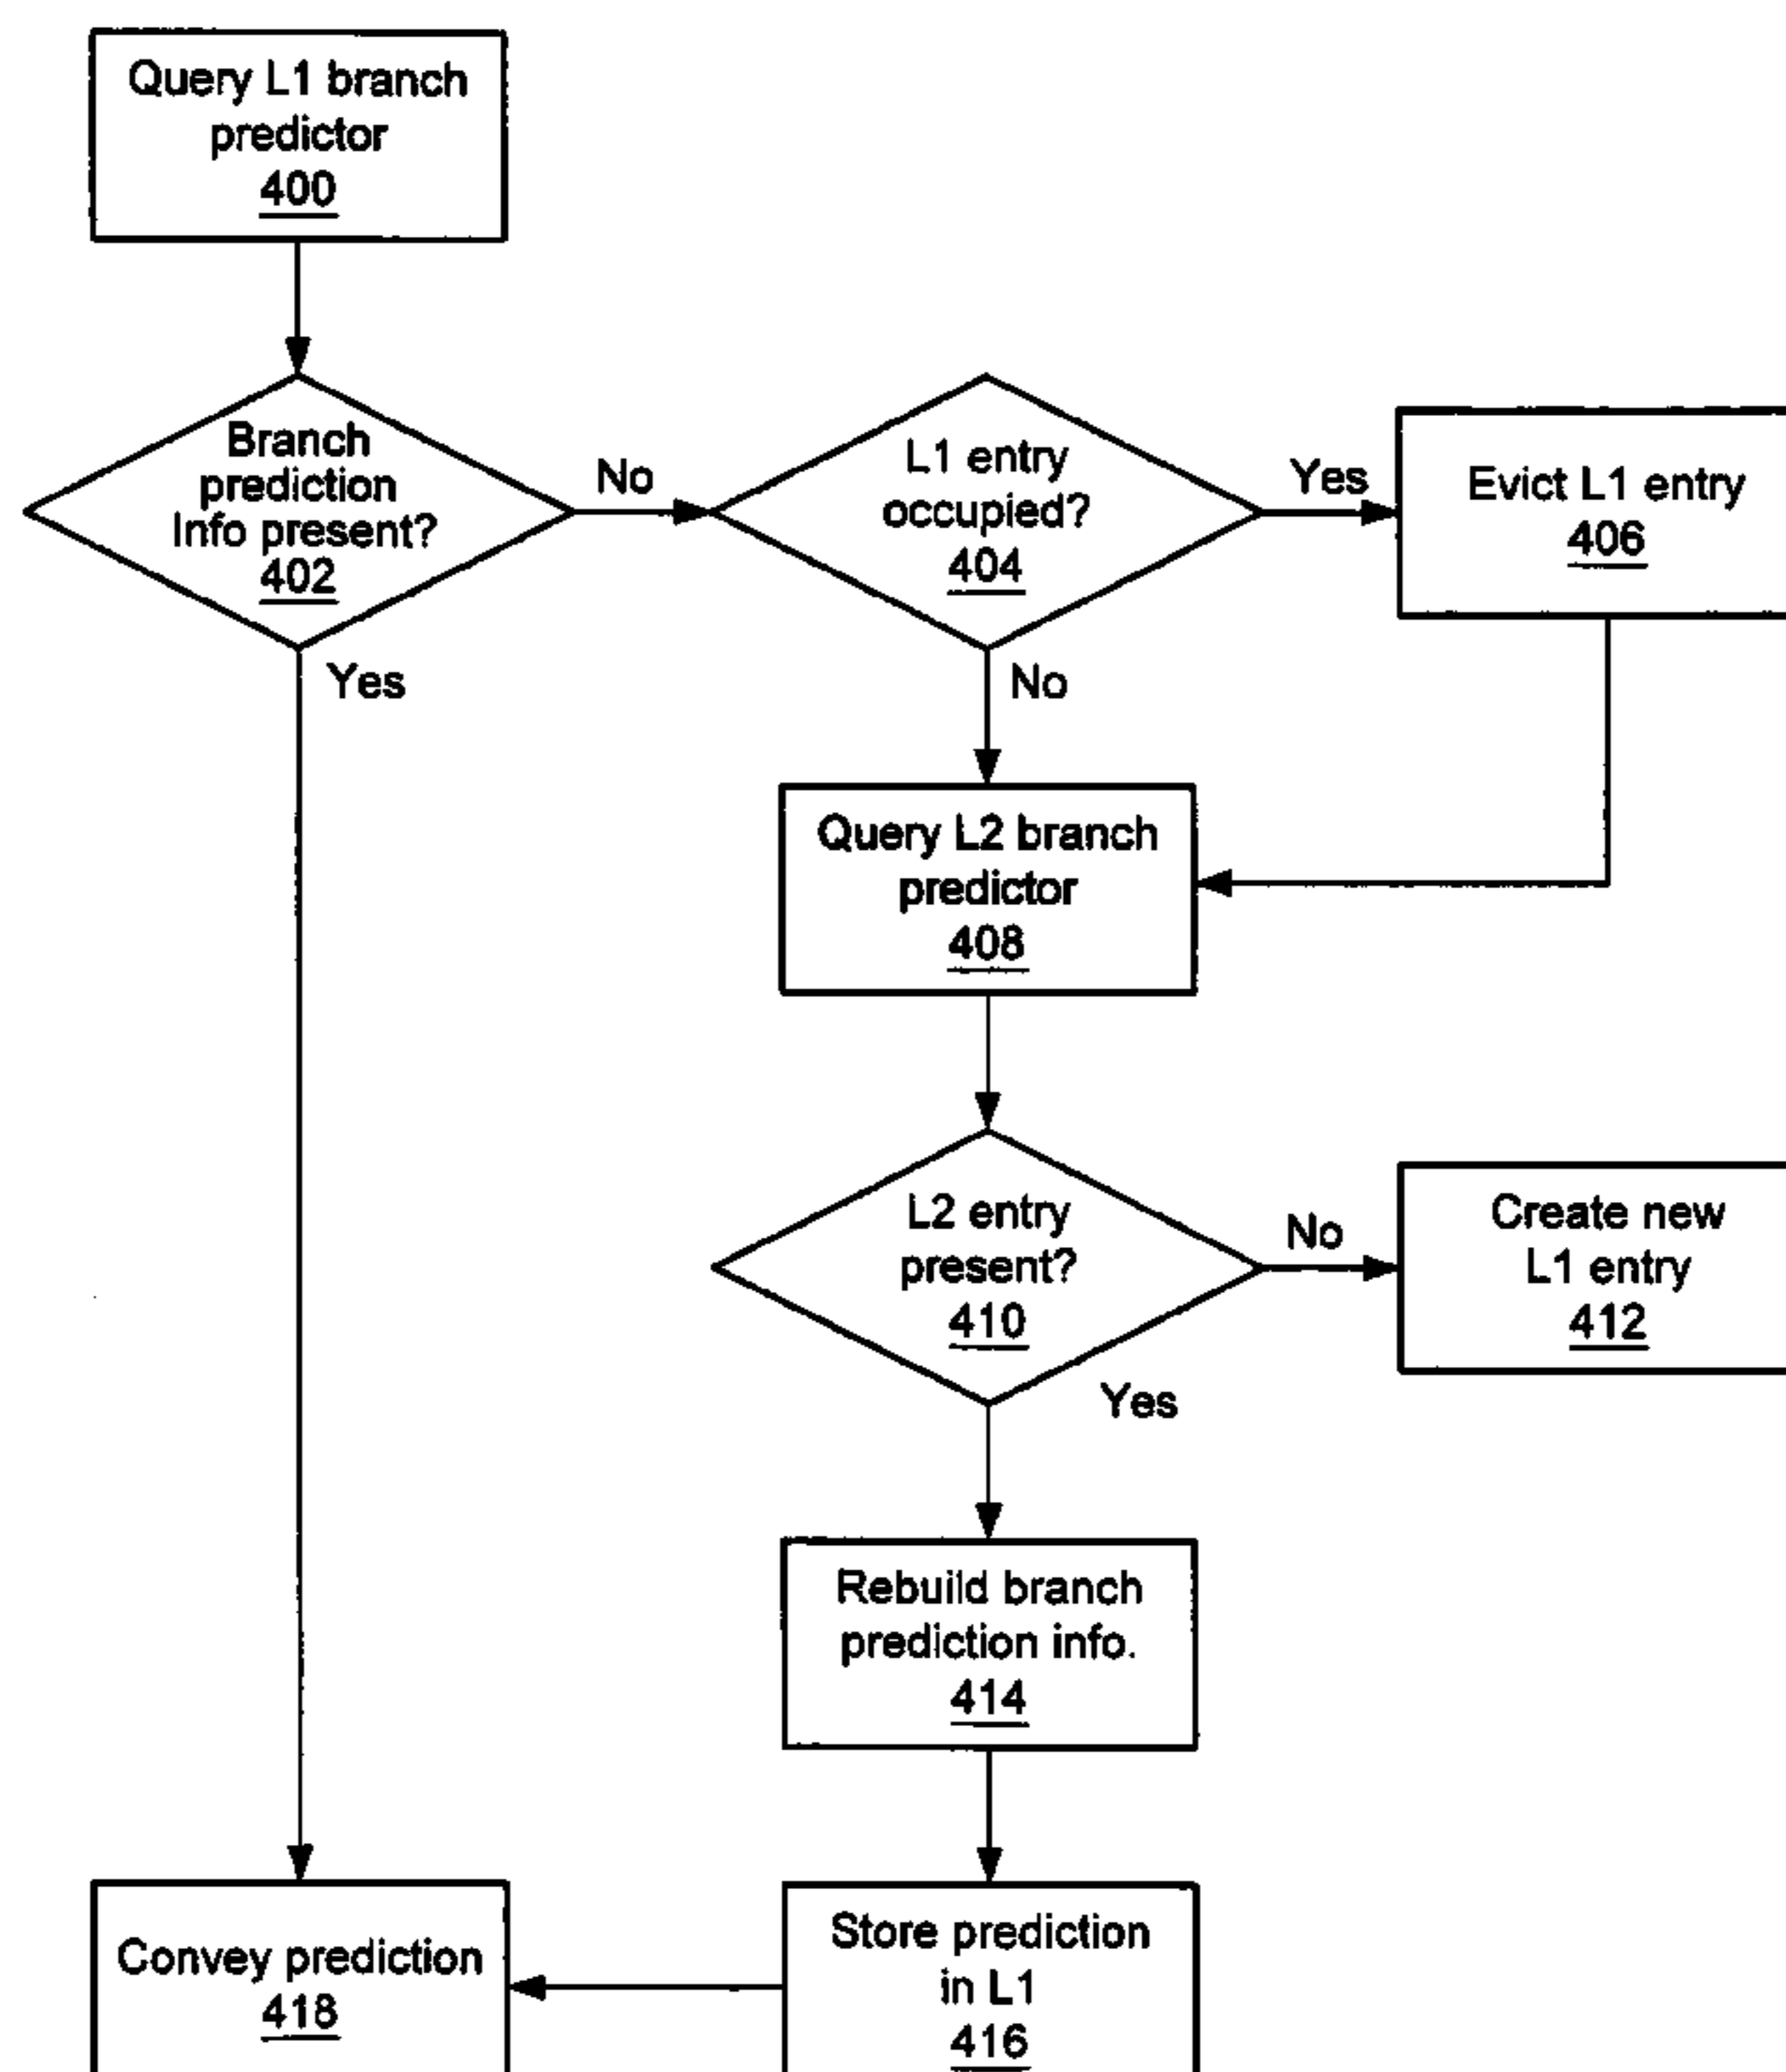 Query L1 branch
predictor
400
Branch
prediction
Info present?
402
No
L1 entry
occupied?
404
Yes
Evict L1 entry
406
Yes
No
Query L2 branch
predictor
408
L2 entry
present?
410
No
Create new
L1 entry
412
Yes
Rebuild branch
prediction info.
414
Convey prediction
418
Store prediction
in L1
416